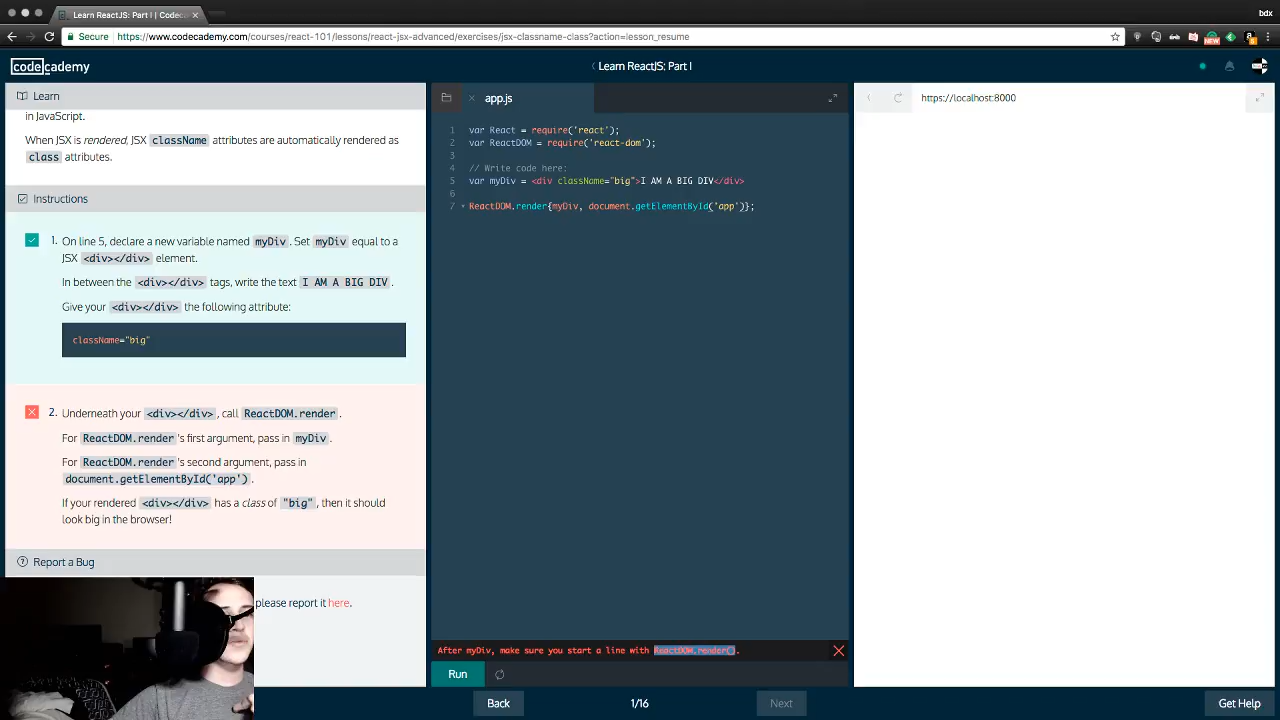 bdx
Learn ReactJS: Part I | Codec
Secure https://www.codecademy.com/courses/react-101/lessons/react-jsx-advanced/exercises/jsx-classname-class?action=lesson_resume
codecademy
Learn ReactJS: Part I
Learn
app.js
https://localhost:8000
in JavaScript.
When JSX is rendered, JSX className attributes are automatically rendered as
class attributes.
Instructions
1. On line 5, declare a new variable named myDiv. Set myDiv equal to a
JSX <div></div> element.
In between the <div></div> tags, write the text I AM A BIG DIV.
Give your <div></div> the following attribute:
className="big"
2. Underneath your <div></div>, call ReactDOM.render.
For ReactDOM.render's first argument, pass in myDiv.
For ReactDOM.render's second argument, pass in
document.getElementById('app').
If your rendered <div></div> has a class of "big", then it should
look big in the browser!
Report a Bug
please report it here.
1 var React = require('react');
2 var ReactDOM = require('react-dom');
3
4 // Write code here:
5 var myDiv = <div className="big">I AM A BIG DIV</div>
6
7 ReactDOM.render{myDiv, document.getElementById('app')};
After myDiv, make sure you start a line with ReactDOM.render().
Run
Back
1/16
Next
Get Help